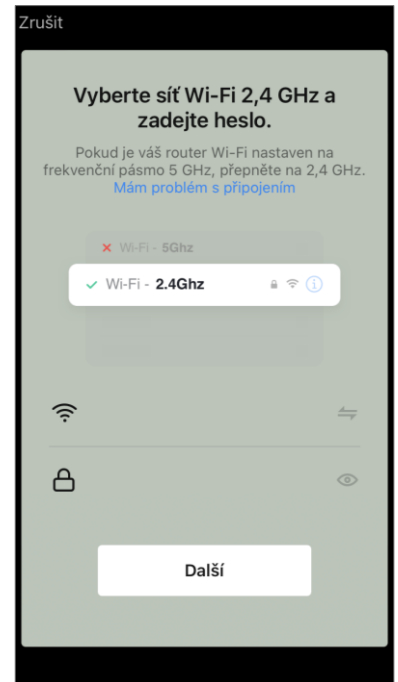 Zrušit
Vyberte síť Wi-Fi 2,4 GHz a
zadejte heslo.
Pokud je váš router Wi-Fi nastaven na
frekvenční pásmo 5 GHz, přepněte na 2,4 GHz.
Mám problém s připojením
Wi-Fi - 5Ghz
Wi-Fi - 2.4Ghz
Další